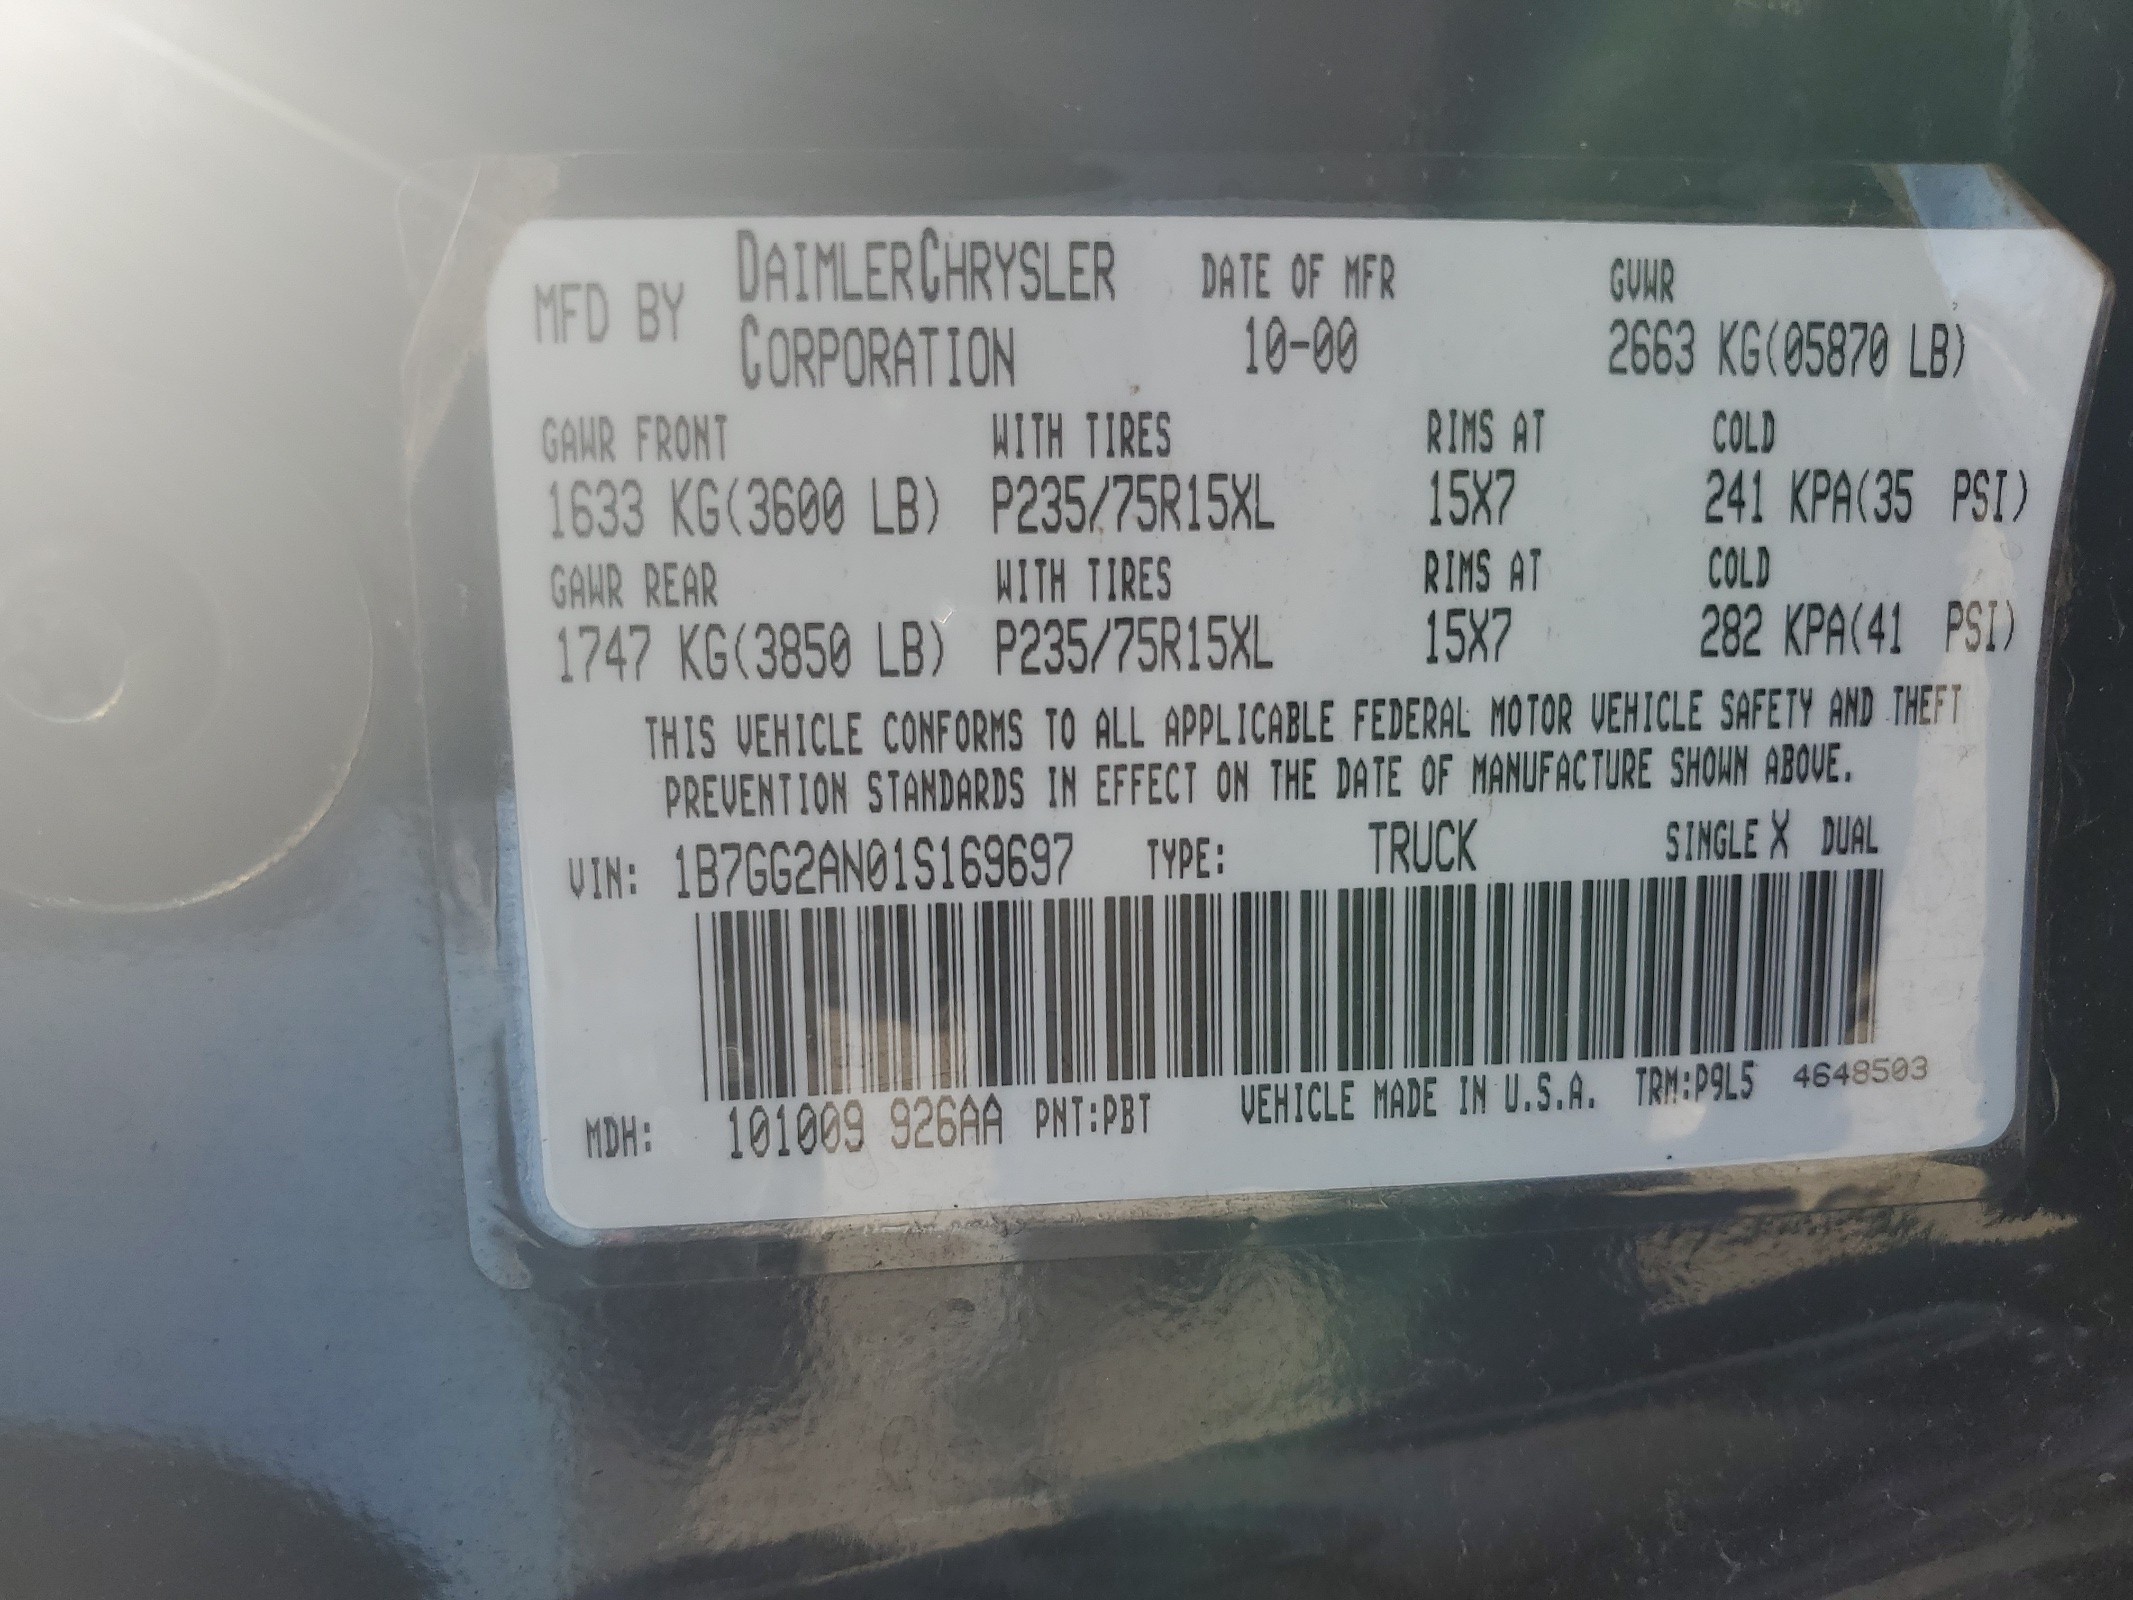 MFD BY DAIMLERCHRYSLER CORPORATION DATE OF MFR 10-00 GVWR 2663 KG(05870 LB)
GAWR FRONT WITH TIRES RIMS AT COLD
1633 KG(3600 LB) P235/75R15XL 15X7 241 KPA(35 PSI)
GAWR REAR WITH TIRES RIMS AT COLD
1747 KG(3850 LB) P235/75R15XL 15X7 282 KPA(41 PSI)
THIS VEHICLE CONFORMS TO ALL APPLICABLE FEDERAL MOTOR VEHICLE SAFETY AND THEFT
PREVENTION STANDARDS IN EFFECT ON THE DATE OF MANUFACTURE SHOWN ABOVE.
VIN: 1B7GG2AN01S169697 TYPE: TRUCK SINGLE X DUAL
MDH: 101009 926AA PNT:PBT VEHICLE MADE IN U.S.A. TRM:P9L5 4648503